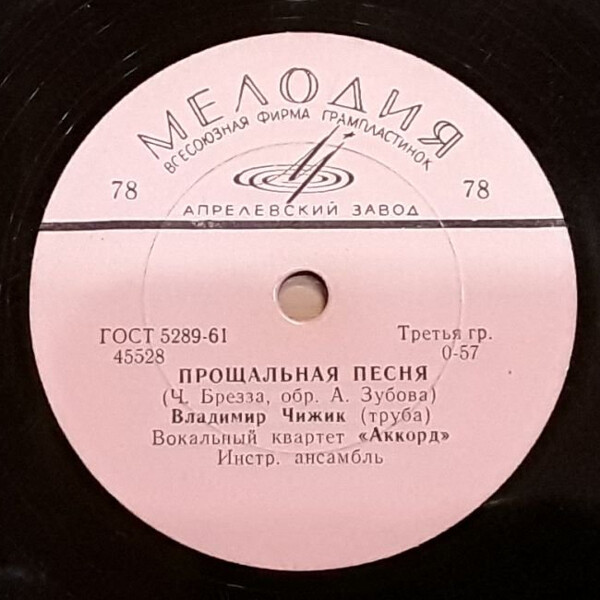 МЕЛОДИЯ
ВСЕСОЮЗНАЯ ФИРМА ГРАМПЛАСТИНОК
78 78
АПРЕЛЕВСКИЙ ЗАВОД
ГОСТ 5289-61 Третья гр.
45528 0-57
ПРОЩАЛЬНАЯ ПЕСНЯ
(Ч. Брезза, обр. А. Зубова)
Владимир Чижик (труба)
Вокальный квартет «Аккорд»
Инстр. ансамбль